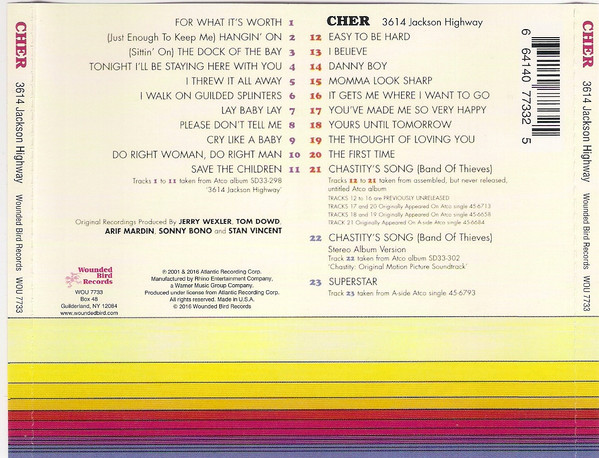 CHER 3614 Jackson Highway Wounded Bird Records WOU 7733
FOR WHAT IT'S WORTH 1
(Just Enough To Keep Me) HANGIN' ON 2
(Sittin' On) THE DOCK OF THE BAY 3
TONIGHT I'LL BE STAYING HERE WITH YOU 4
I THREW IT ALL AWAY 5
I WALK ON GUILDED SPLINTERS 6
LAY BABY LAY 7
PLEASE DON'T TELL ME 8
CRY LIKE A BABY 9
DO RIGHT WOMAN, DO RIGHT MAN 10
SAVE THE CHILDREN 11
Tracks 1 to 11 taken from Atco album SD33-298
'3614 Jackson Highway'
Original Recordings Produced By JERRY WEXLER, TOM DOWD,
ARIF MARDIN, SONNY BONO and STAN VINCENT
Wounded
Bird
Records
WOU 7733
Box 48
Guilderland, NY 12084
www.woundedbird.com
℗ © 2001 & 2016 Atlantic Recording Corp.
Manufactured by Rhino Entertainment Company,
a Warner Music Group Company.
Produced under license from Atlantic Recording Corp.
All rights reserved. Made in U.S.A.
© 2016 Wounded Bird Records
CHER 3614 Jackson Highway
12 EASY TO BE HARD
13 I BELIEVE
14 DANNY BOY
15 MOMMA LOOK SHARP
16 IT GETS ME WHERE I WANT TO GO
17 YOU'VE MADE ME SO VERY HAPPY
18 YOURS UNTIL TOMORROW
19 THE THOUGHT OF LOVING YOU
20 THE FIRST TIME
21 CHASTITY'S SONG (Band Of Thieves)
Tracks 12 to 21 taken from assembled, but never released,
untitled Atco album
TRACKS 12 to 16 are PREVIOUSLY UNRELEASED
TRACKS 17 and 20 Originally Appeared On Atco single 45-6713
TRACKS 18 and 19 Originally Appeared On Atco single 45-6658
TRACK 21 Originally Appeared On A-Side Atco single 45-6684
22 CHASTITY'S SONG (Band Of Thieves)
Stereo Album Version
Track 22 taken from Atco album SD33-302
'Chastity: Original Motion Picture Soundtrack'
23 SUPERSTAR
Track 23 taken from A-side Atco single 45-6793
6 64140 77332 5
CHER 3614 Jackson Highway Wounded Bird Records WOU 7733